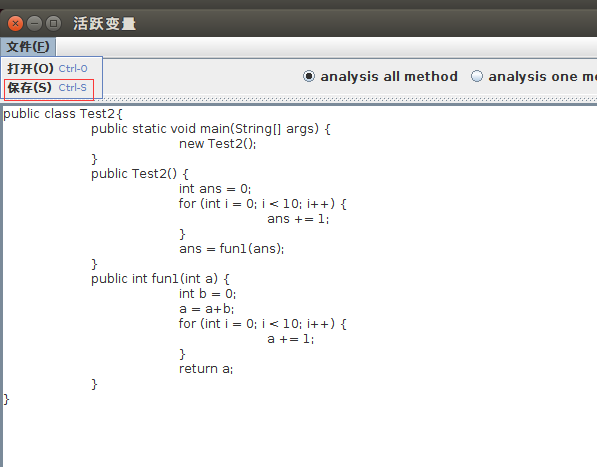 活跃变量
文件(F)
打开(O) Ctrl-O
保存(S) Ctrl-S
analysis all method analysis one me
public class Test2{
public static void main(String[] args) {
new Test2();
}
public Test2() {
int ans = 0;
for (int i = 0; i < 10; i++) {
ans += 1;
}
ans = fun1(ans);
}
public int fun1(int a) {
int b = 0;
a = a+b;
for (int i = 0; i < 10; i++) {
a += 1;
}
return a;
}
}